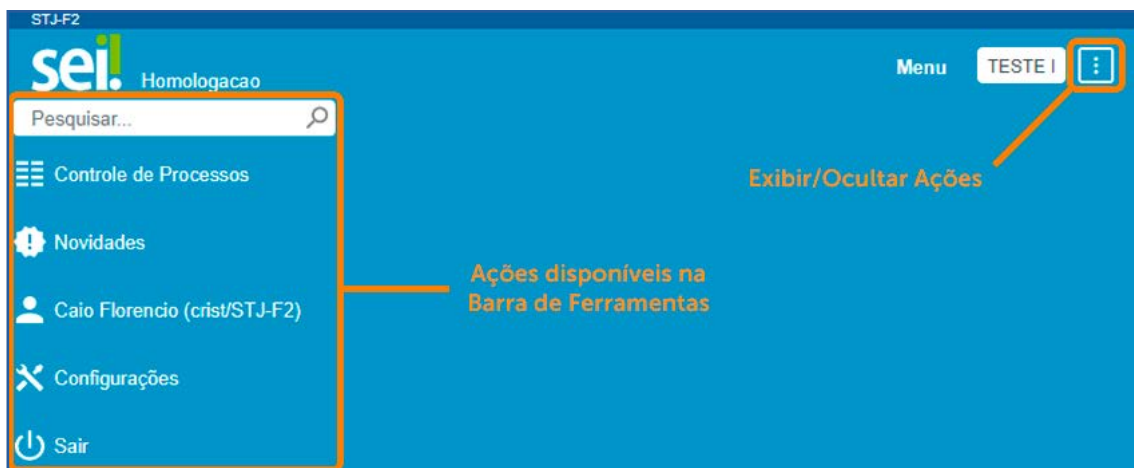 STJ-F2
sei!
Homologacao
Menu
TESTE I
Pesquisar...
Controle de Processos
Exibir/Ocultar Ações
Novidades
Ações disponíveis na
Barra de Ferramentas
Caio Florencio (crist/STJ-F2)
Configurações
Sair